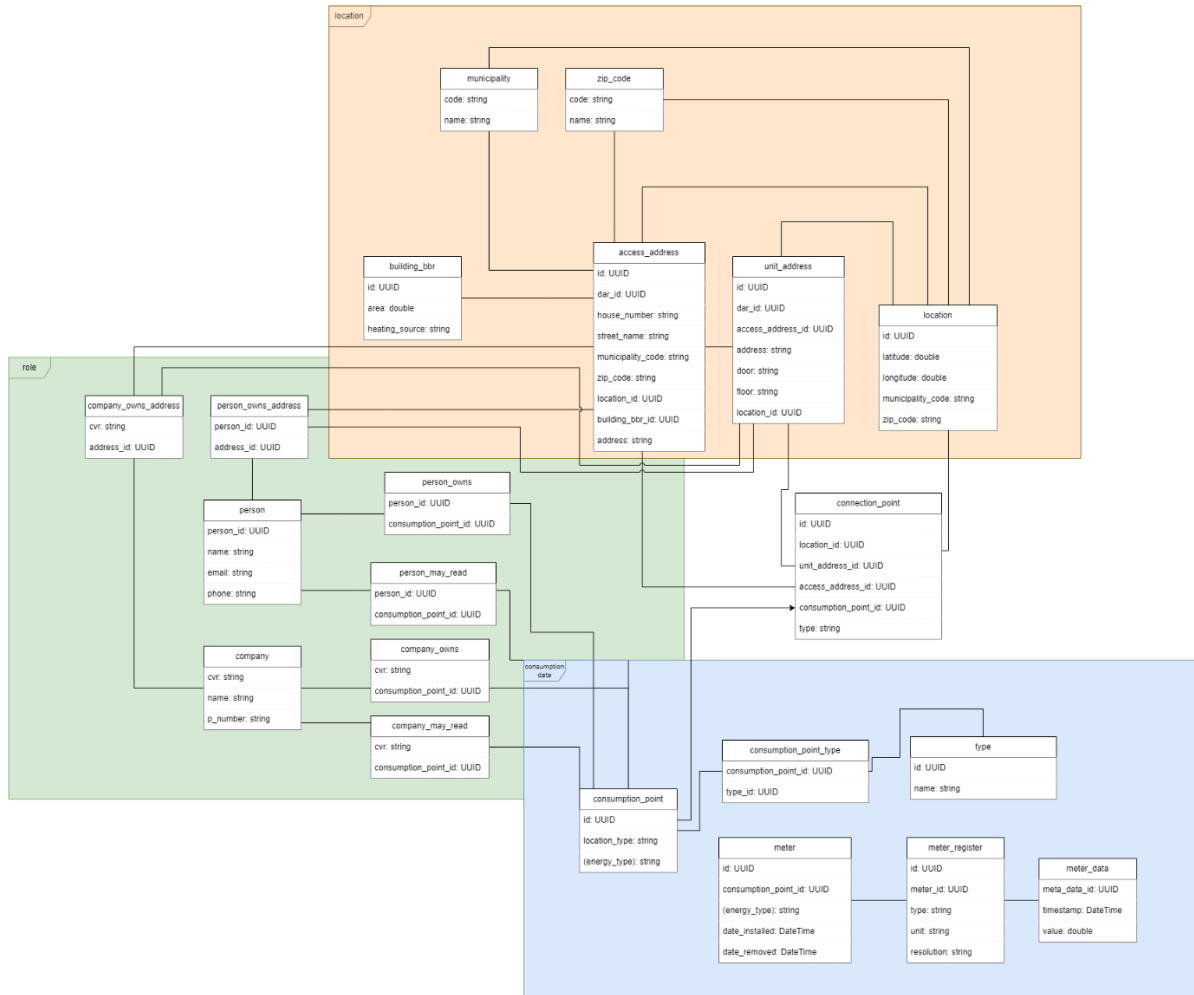 location
municipality
code: string
name: string
zip_code
code: string
name: string
access_address
id: UUID
dar_id: UUID
house_number: string
street_name: string
municipality_code: string
zip_code: string
location_id: UUID
building_bbr_id: UUID
address: string
unit_address
id: UUID
dar_id: UUID
access_address_id: UUID
address: string
door: string
floor: string
location_id: UUID
building_bbr
id: UUID
area: double
heating_source: string
location
id: UUID
latitude: double
longitude: double
municipality_code: string
zip_code: string
role
company_owns_address
cvr: string
address_id: UUID
person_owns_address
person_id: UUID
address_id: UUID
person_owns
person_id: UUID
consumption_point_id: UUID
person
person_id: UUID
name: string
email: string
phone: string
person_may_read
person_id: UUID
consumption_point_id: UUID
company
cvr: string
name: string
p_number: string
company_owns
cvr: string
consumption_point_id: UUID
company_may_read
cvr: string
consumption_point_id: UUID
connection_point
id: UUID
location_id: UUID
unit_address_id: UUID
access_address_id: UUID
consumption_point_id: UUID
type: string
consumption
data
consumption_point_type
consumption_point_id: UUID
type_id: UUID
type
id: UUID
name: string
consumption_point
id: UUID
location_type: string
(energy_type): string
meter
id: UUID
consumption_point_id: UUID
(energy_type): string
date_installed: DateTime
date_removed: DateTime
meter_register
id: UUID
meter_id: UUID
type: string
unit: string
resolution: string
meter_data
meta_data_id: UUID
timestamp: DateTime
value: double